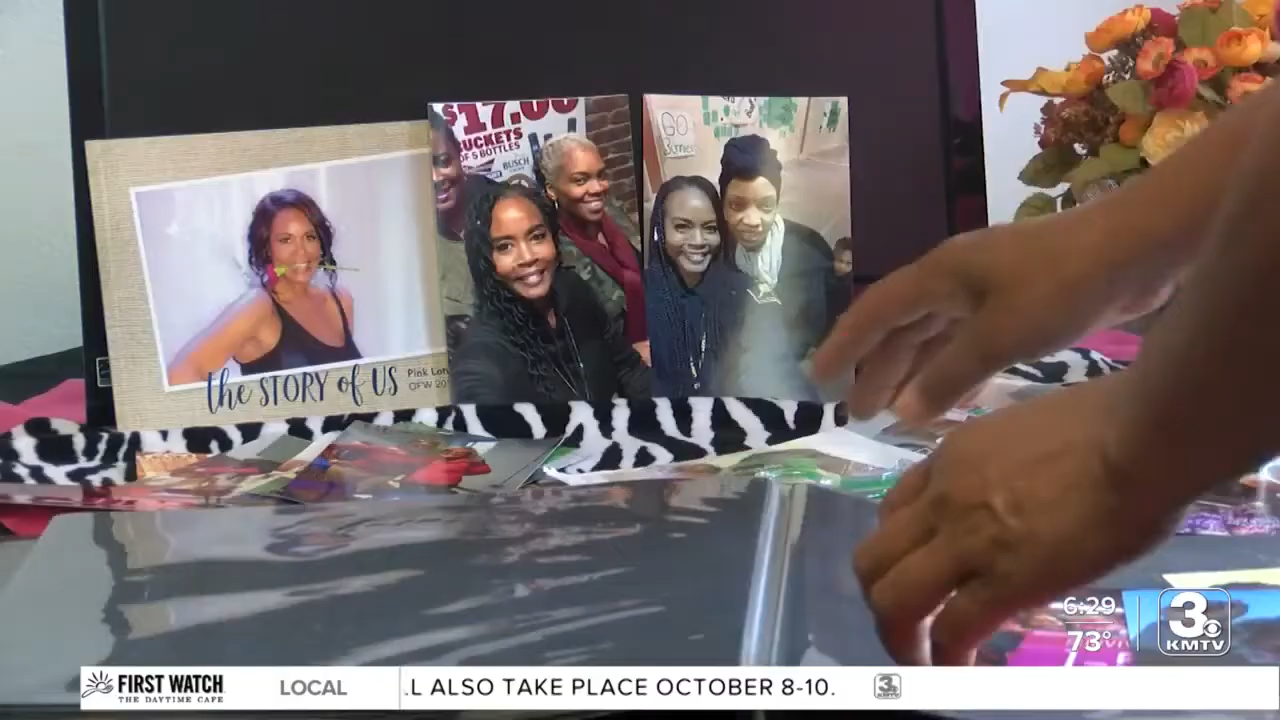 $17.00
BUCKETS
OF 5 BOTTLES
BUSCH
GO
the STORY of US
Pink
6:29
73°
3
KMTV
FIRST WATCH
THE DAYTIME CAFE
LOCAL
.L ALSO TAKE PLACE OCTOBER 8-10.
3
KMTV